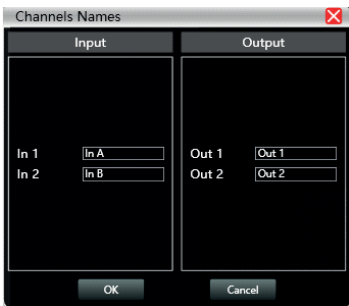 Channels Names
Input Output
In 1 In A Out 1 Out 1
In 2 In B Out 2 Out 2
OK Cancel